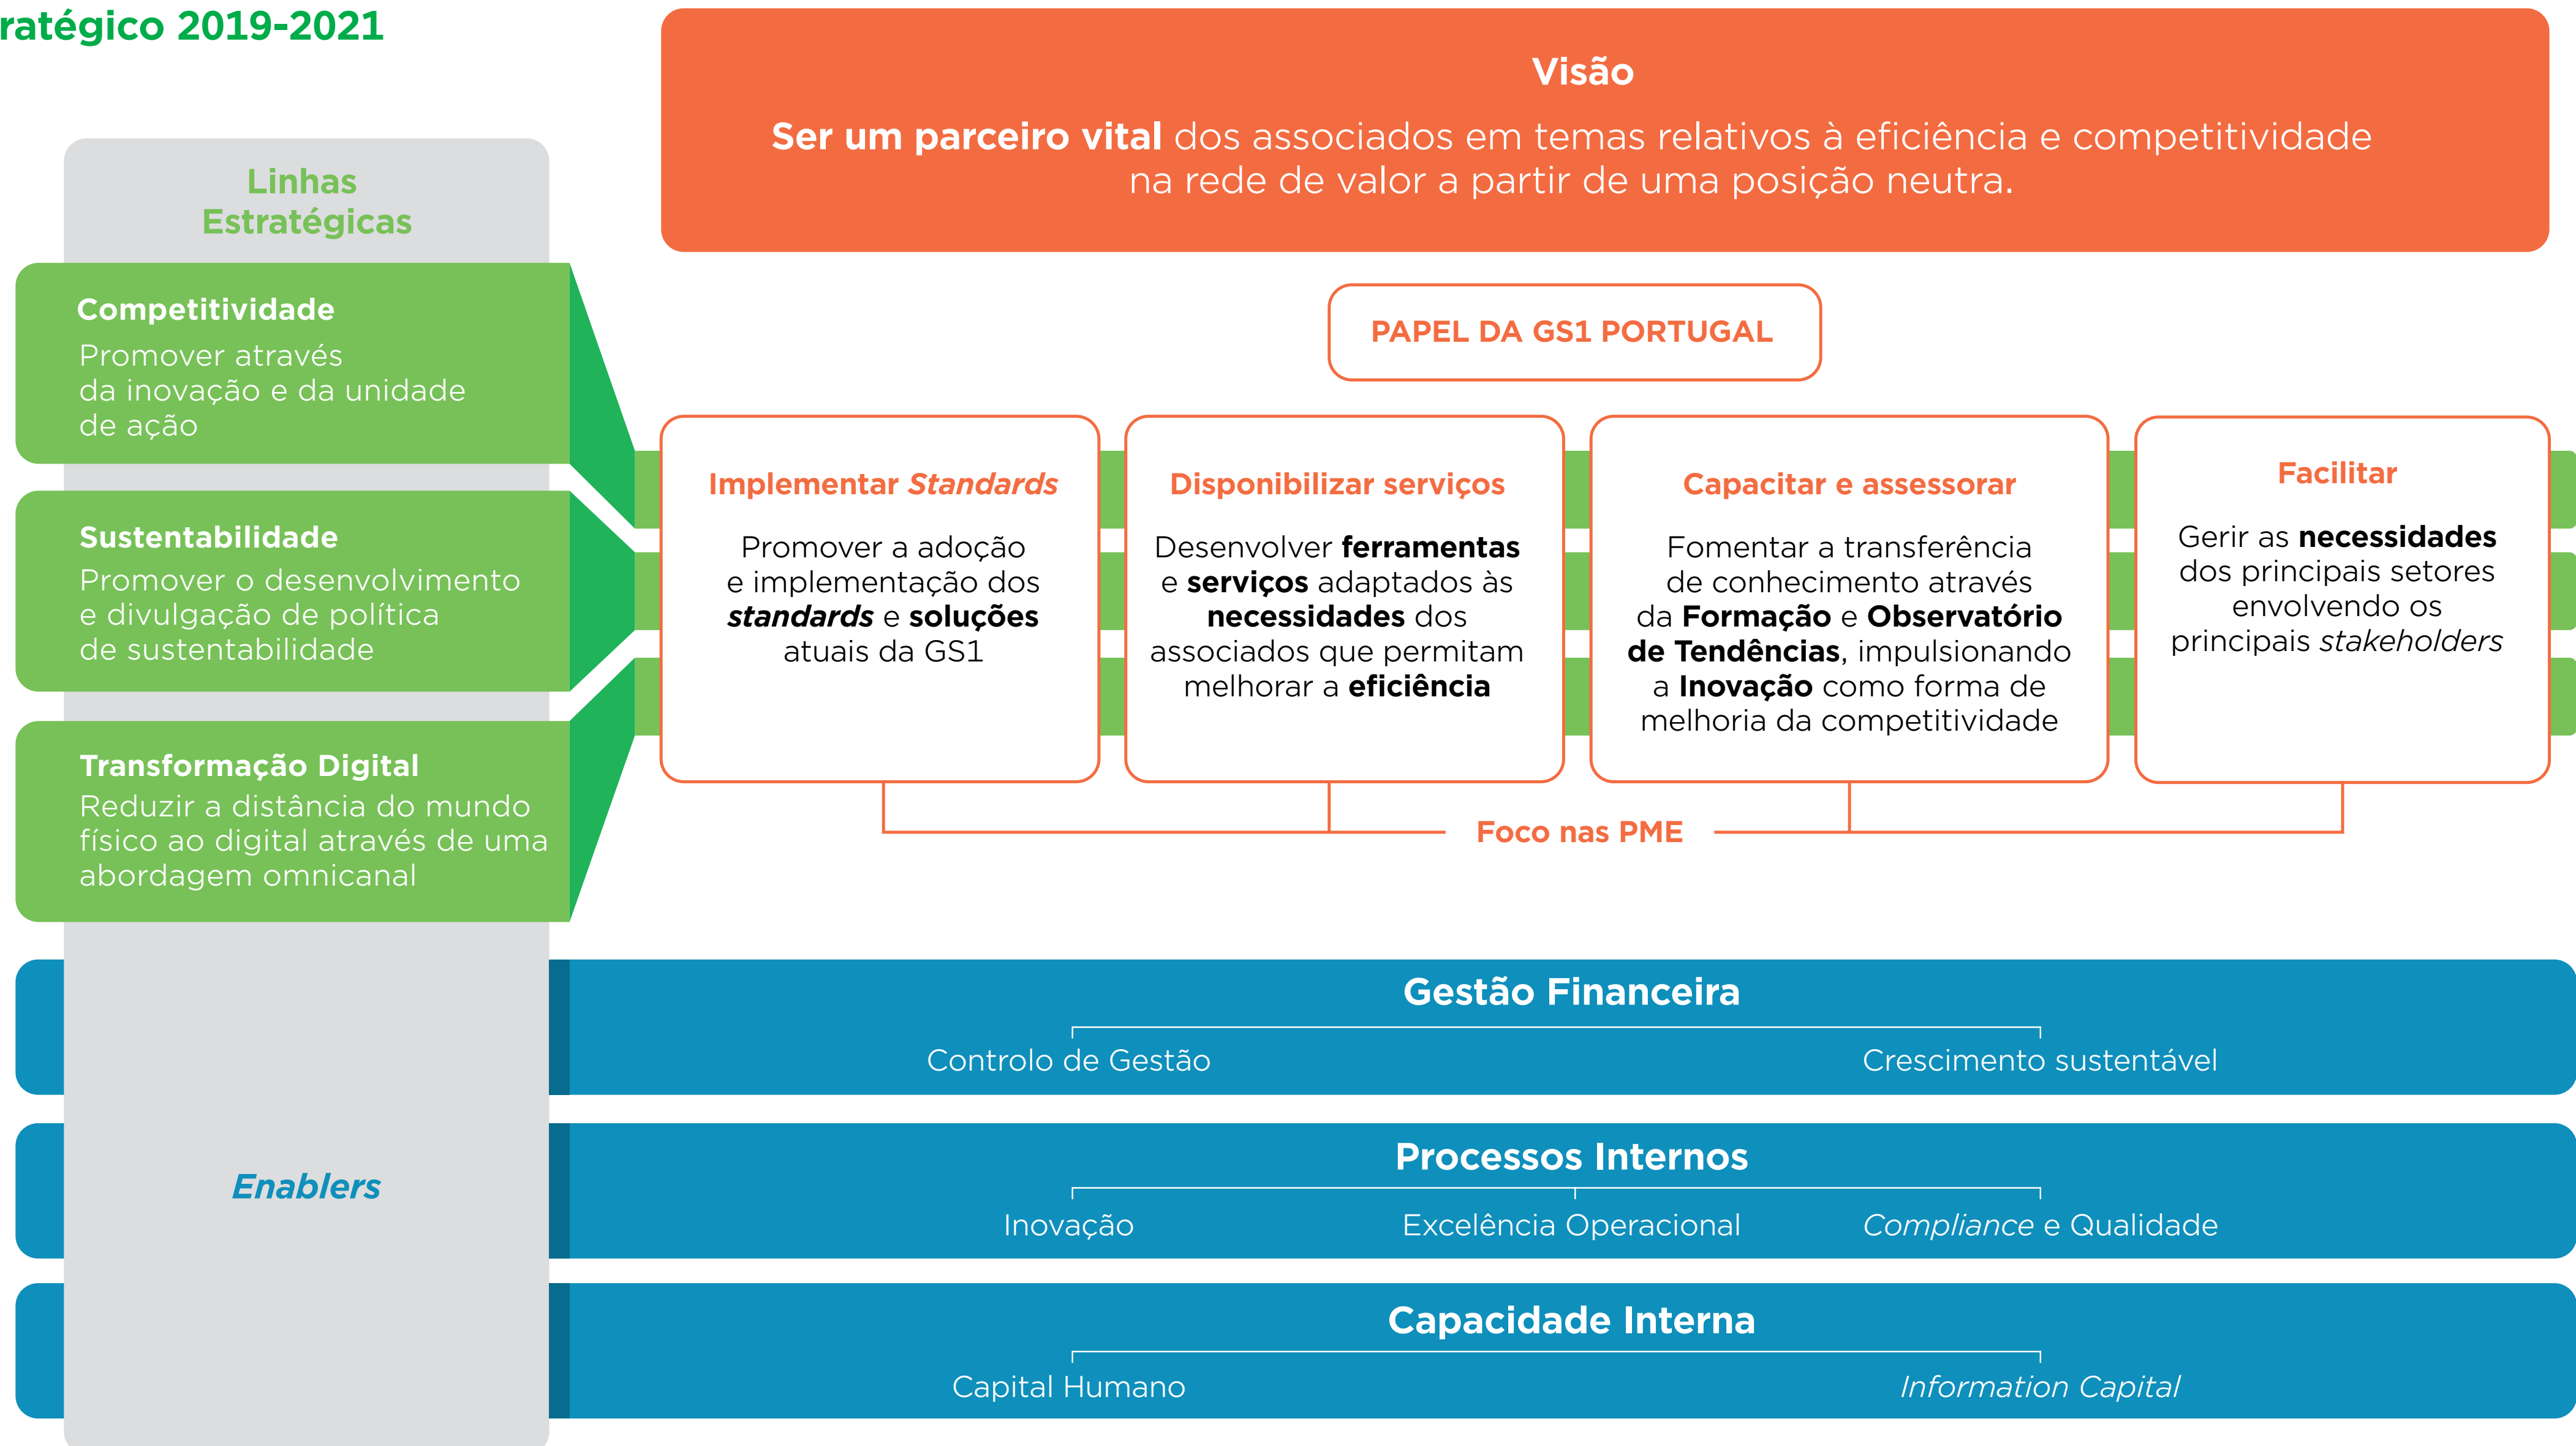 ratégico 2019-2021
Visão
Ser um parceiro vital dos associados em temas relativos à eficiência e competitividade
na rede de valor a partir de uma posição neutra.
Linhas
Estratégicas
Competitividade
Promover através
da inovação e da unidade
de ação
Sustentabilidade
Promover o desenvolvimento
e divulgação de política
de sustentabilidade
Transformação Digital
Reduzir a distância do mundo
físico ao digital através de uma
abordagem omnicanal
PAPEL DA GS1 PORTUGAL
Implementar Standards
Promover a adoção
e implementação dos
standards e soluções
atuais da GS1
Disponibilizar serviços
Desenvolver ferramentas
e serviços adaptados às
necessidades dos
associados que permitam
melhorar a eficiência
Capacitar e assessorar
Fomentar a transferência
de conhecimento através
da Formação e Observatório
de Tendências, impulsionando
a Inovação como forma de
melhoria da competitividade
Facilitar
Gerir as necessidades
dos principais setores
envolvendo os
principais stakeholders
Foco nas PME
Enablers
Gestão Financeira
Controlo de Gestão
Crescimento sustentável
Processos Internos
Inovação
Excelência Operacional
Compliance e Qualidade
Capacidade Interna
Capital Humano
Information Capital